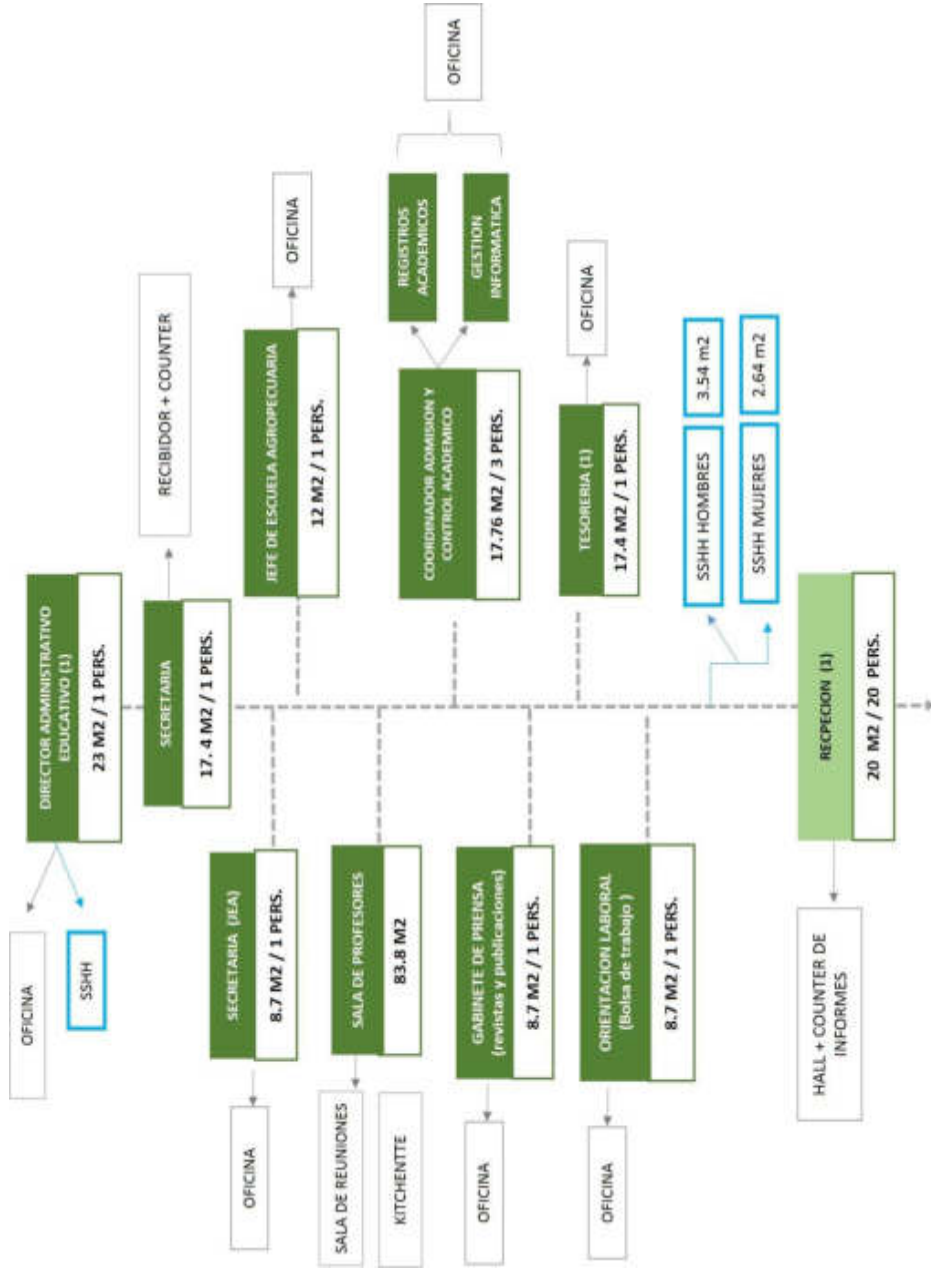 DIRECTOR ADMINISTRATIVO
EDUCATIVO (1)
23 M2 / 1 PERS.
OFICINA
SSHH
SECRETARIA
17. 4 M2 / 1 PERS.
RECIBIDOR + COUNTER
SECRETARIA (JEA)
8.7 M2 / 1 PERS.
OFICINA
JEFE DE ESCUELA AGROPECUARIA
12 M2 / 1 PERS.
OFICINA
SALA DE PROFESORES
83.8 M2
SALA DE REUNIONES
KITCHENTTE
COORDINADOR ADMISION Y
CONTROL ACADEMICO
17.76 M2 / 3 PERS.
REGISTROS
ACADEMICOS
GESTION
INFORMATICA
OFICINA
GABINETE DE PRENSA
(revistas y publicaciones)
8.7 M2 / 1 PERS.
OFICINA
TESORERIA (1)
17.4 M2 / 1 PERS.
OFICINA
ORIENTACION LABORAL
(Bolsa de trabajo )
8.7 M2 / 1 PERS.
OFICINA
SSHH HOMBRES
3.54 m2
SSHH MUJERES
2.64 m2
RECPECION (1)
20 M2 / 20 PERS.
HALL + COUNTER DE
INFORMES